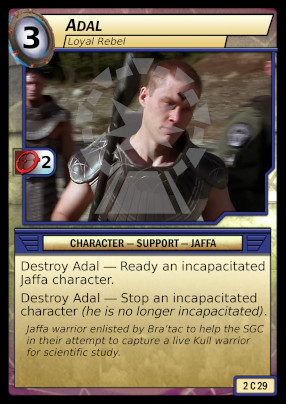 3
ADAL
Loyal Rebel
2
CHARACTER – SUPPORT – JAFFA
Destroy Adal — Ready an incapacitated
Jaffa character.
Destroy Adal — Stop an incapacitated
character (he is no longer incapacitated).
Jaffa warrior enlisted by Bra'tac to help the SGC
in their attempt to capture a live Kull warrior
for scientific study.
2 C 29